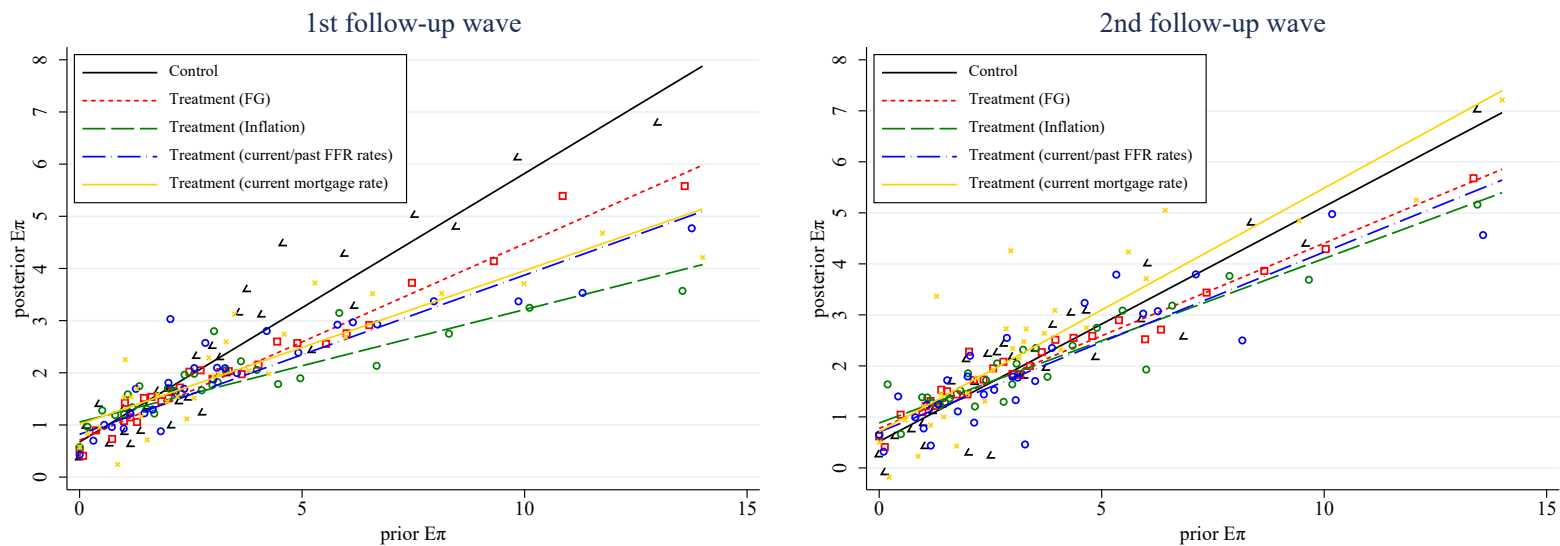 1st follow-up wave
Control
Treatment (FG)
Treatment (Inflation)
Treatment (current/past FFR rates)
Treatment (current mortgage rate)
posterior Eπ
0 1 2 3 4 5 6 7 8
0 5 10 15
prior Eπ
2nd follow-up wave
Control
Treatment (FG)
Treatment (Inflation)
Treatment (current/past FFR rates)
Treatment (current mortgage rate)
posterior Eπ
0 1 2 3 4 5 6 7 8
0 5 10 15
prior Eπ